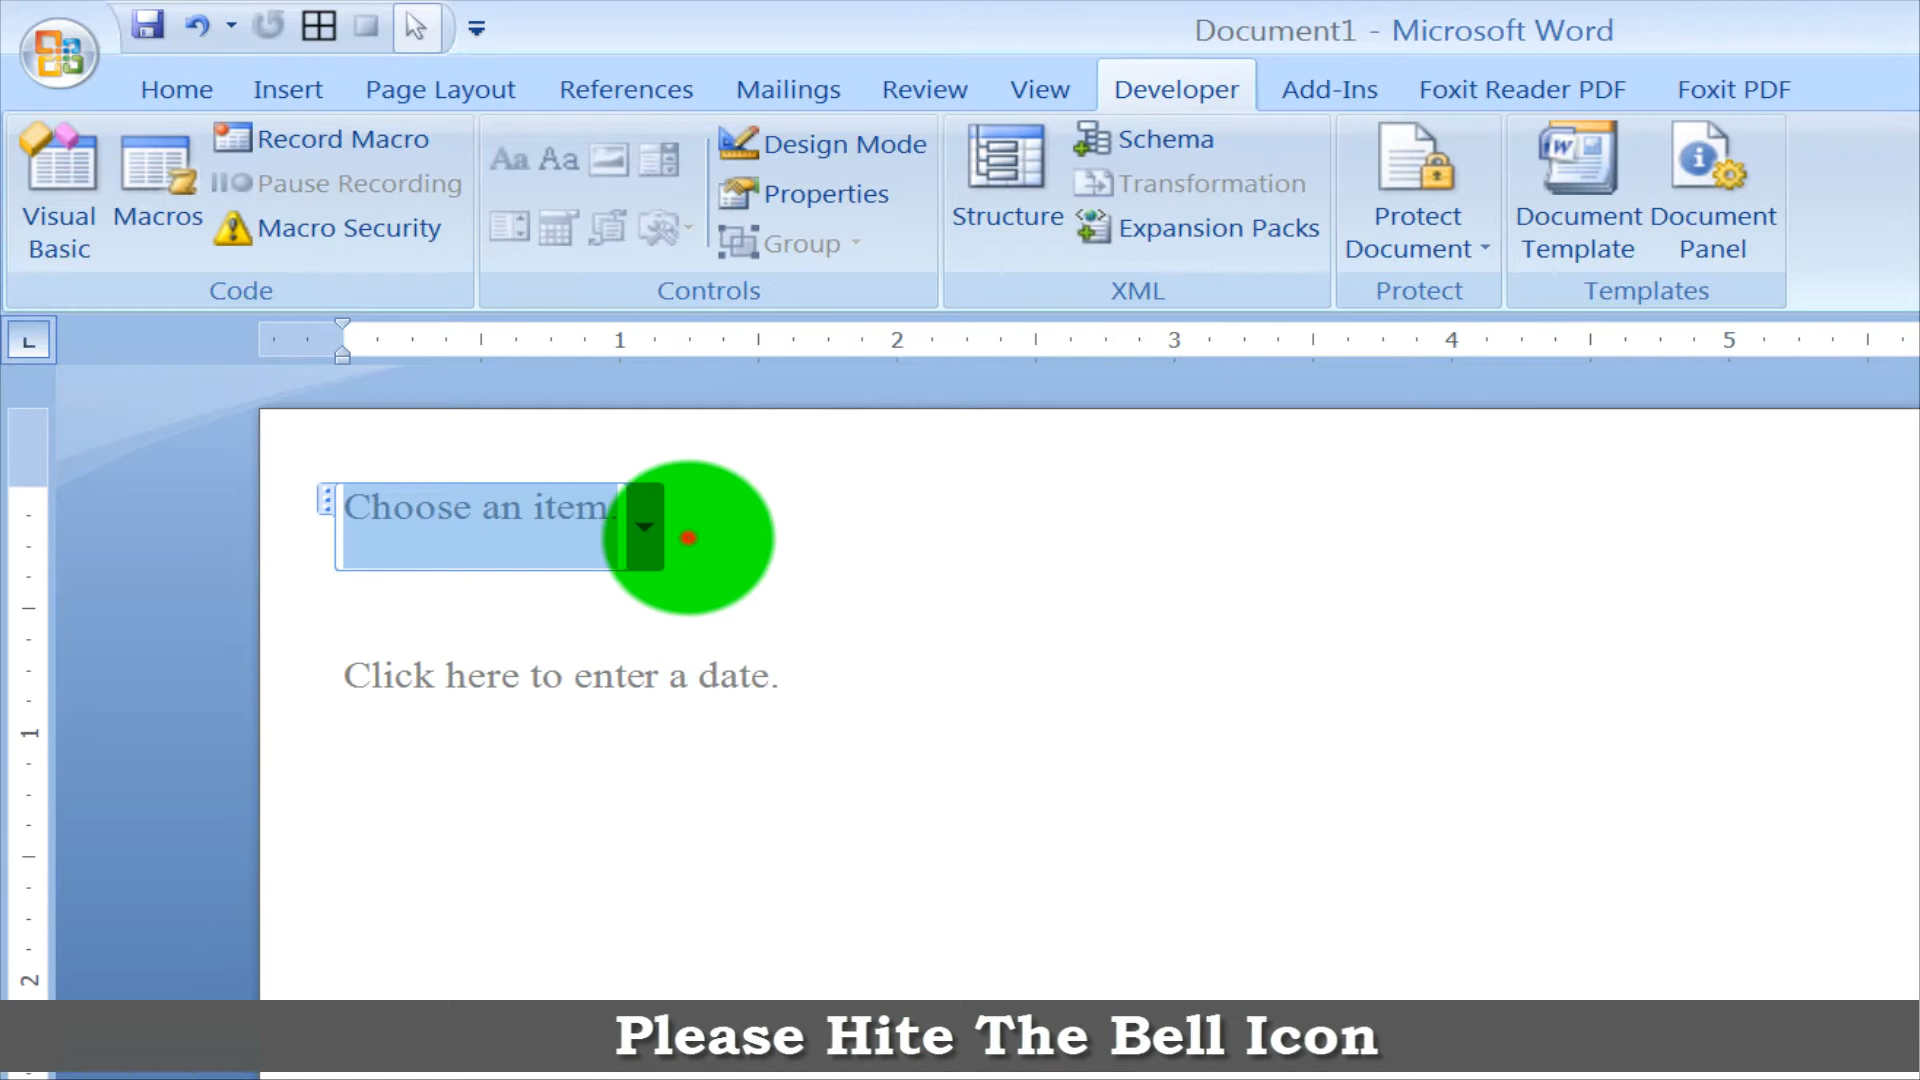 Document1 - Microsoft Word
Home Insert Page Layout References Mailings Review View Developer Add-Ins Foxit Reader PDF Foxit PDF
Visual Basic
Macros
Record Macro
Pause Recording
Macro Security
Code
Aa Aa
Design Mode
Properties
Group
Controls
Structure
Schema
Transformation
Expansion Packs
XML
Protect Document
Protect
Document Template
Document Panel
Templates
L
1 2 3 4 5
Choose an item.
Click here to enter a date.
1
2
Please Hite The Bell Icon